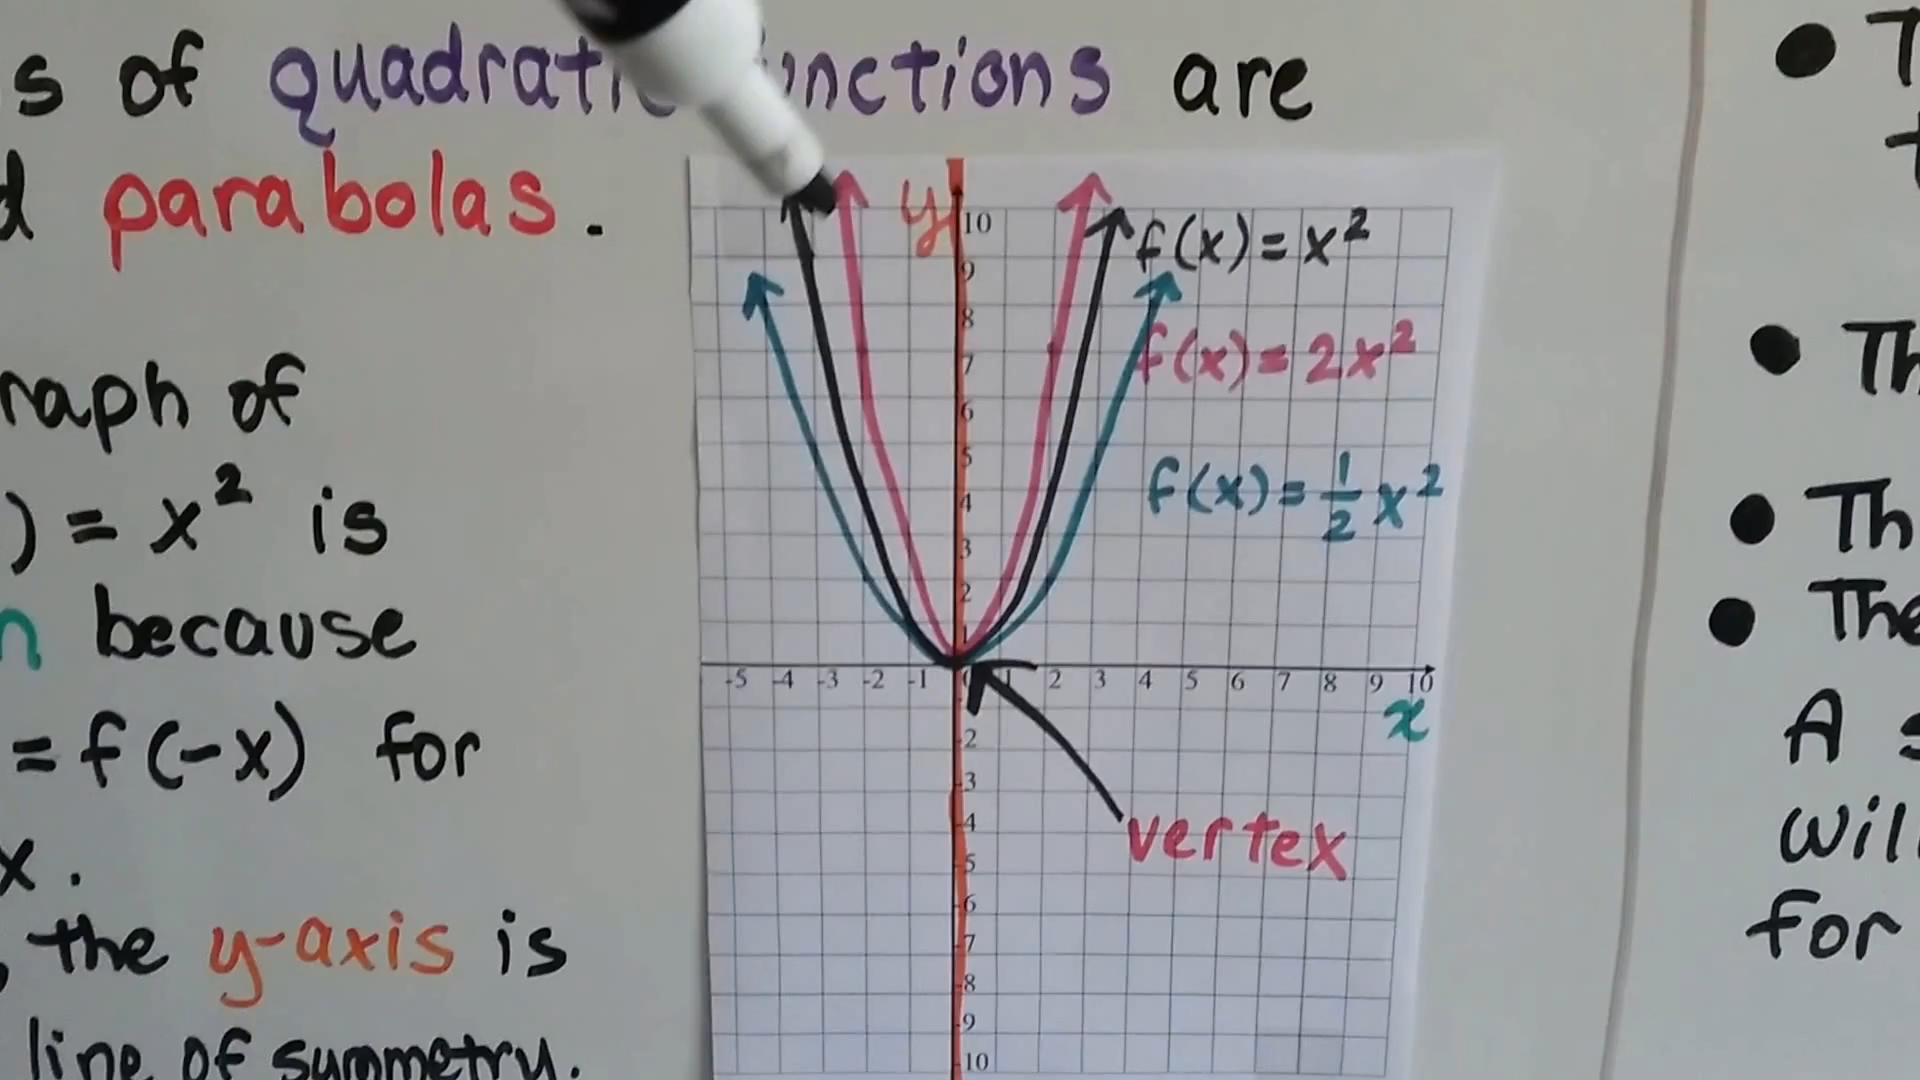 s of quadratic functions are
d parabolas.
raph of
) = x² is
n because
= f(-x) for
x.
, the y-axis is
line of summetry.
y
10
9
8
7
6
5
4
3
2
1
-5 -4 -3 -2 -1 0 1 2 3 4 5 6 7 8 9 10
x
-2
-3
-4
-5
-6
-7
-8
-9
-10
f(x) = x²
f(x) = 2x²
f(x) = ½x²
vertex
T
t
Th
Th
The
A =
will
for